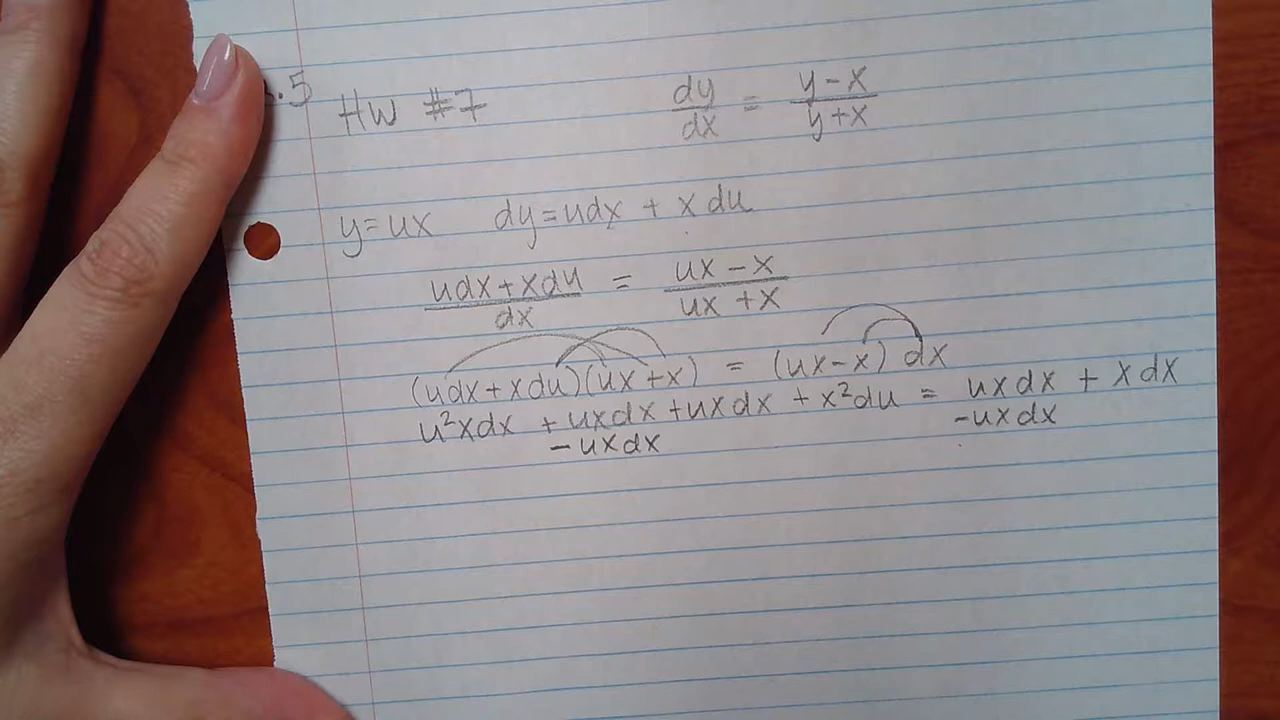 .5 HW #7 dy/dx = y-x/y+x
y=ux dy=udx + xdu
udx+xdu/dx = ux-x/ux+x
(udx+xdu)(ux+x) = (ux-x)dx
u²xdx + uxdx + uxdx + x²du = uxdx + xdx
-uxdx -uxdx